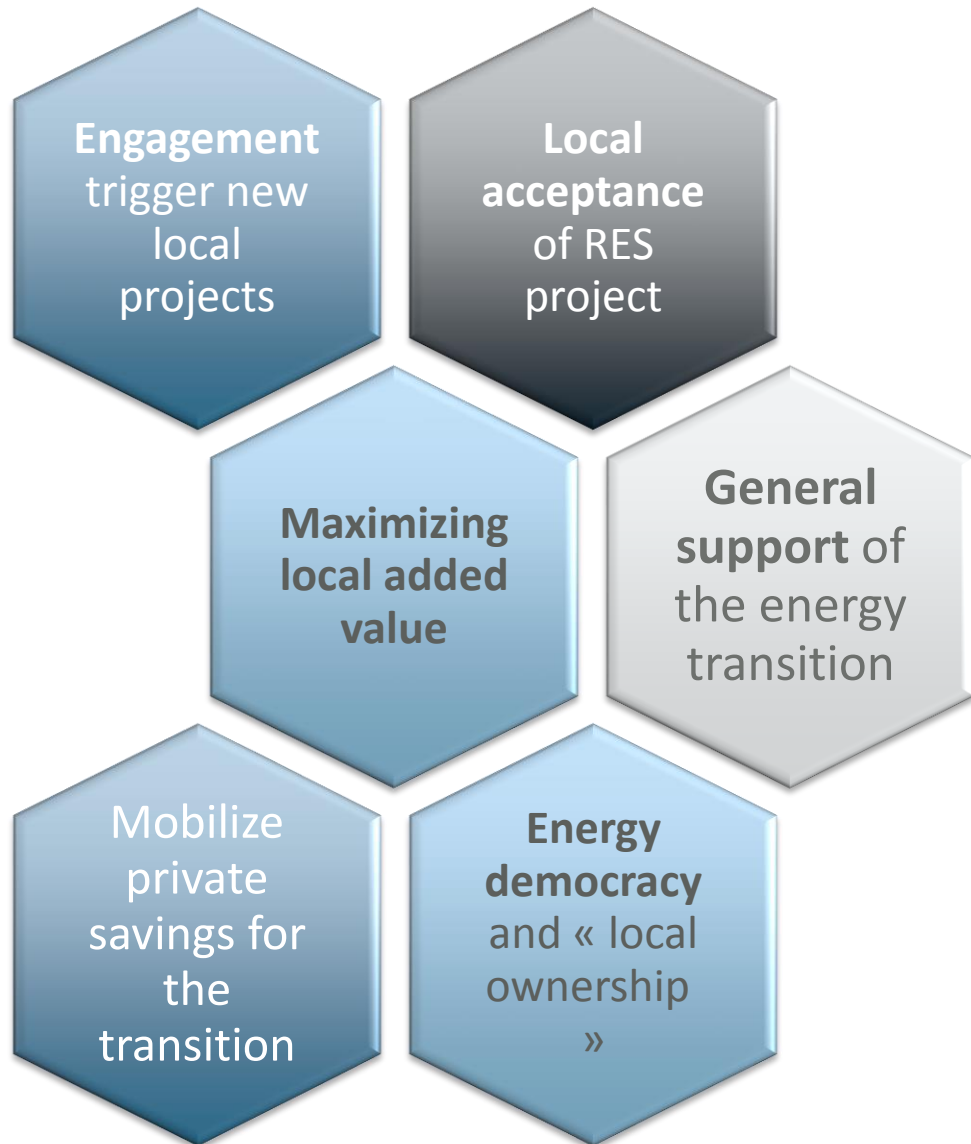 Engagement
trigger new
local
projects
Local
acceptance
of RES
project
Maximizing
local added
value
General
support of
the energy
transition
Mobilize
private
savings for
the
transition
Energy
democracy
and « local
ownership
»